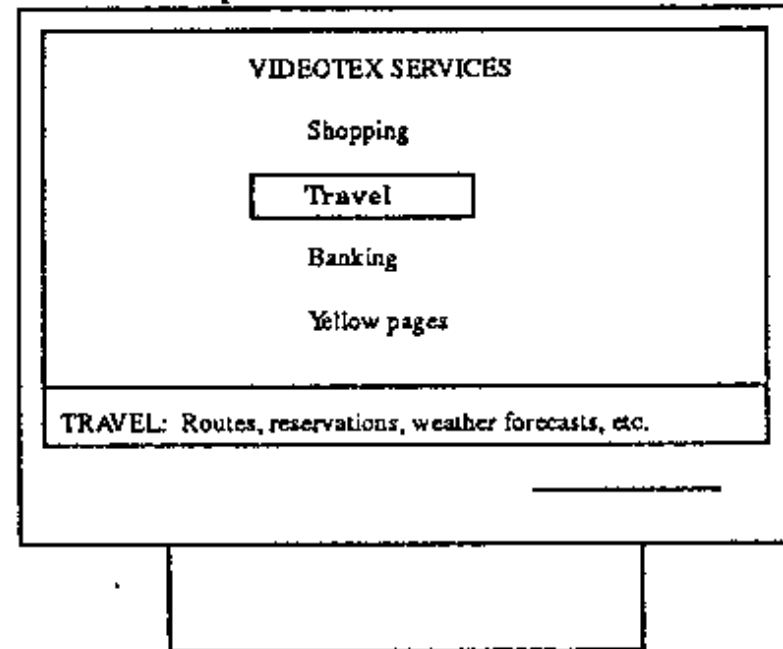 VIDEOTEX SERVICES
Shopping
Travel
Banking
Yellow pages
TRAVEL: Routes, reservations, weather forecasts, etc.